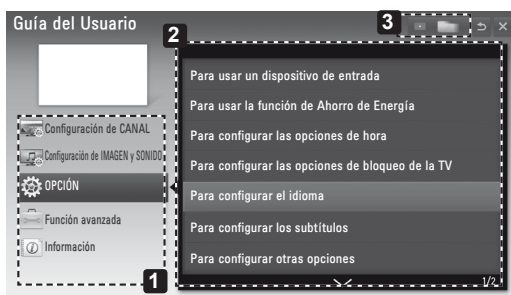 Guía del Usuario
3
2
Para usar un dispositivo de entrada
Para usar la función de Ahorro de Energía
Para configurar las opciones de hora
Para configurar las opciones de bloqueo de la TV
Para configurar el idioma
Para configurar los subtítulos
Para configurar otras opciones
1/2
Configuración de CANAL
Configuración de IMAGEN y SONIDO
OPCIÓN
Función avanzada
Información
1